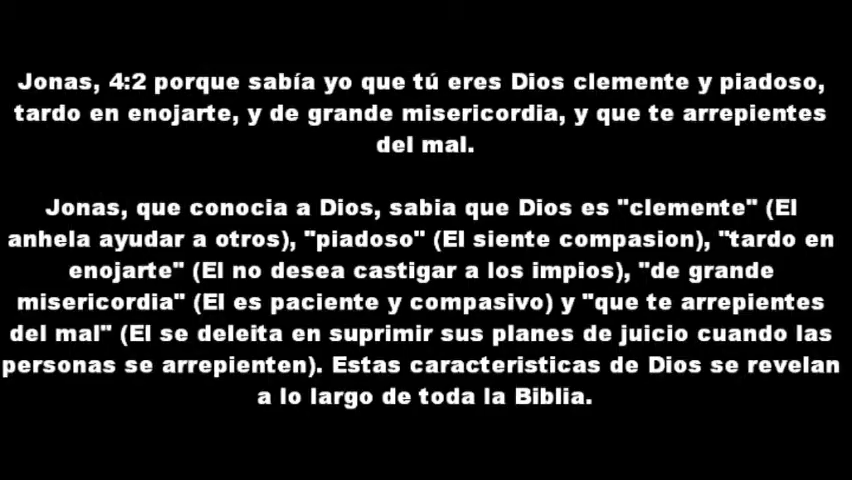 Jonas, 4:2 porque sabía yo que tú eres Dios clemente y piadoso,
tardo en enojarte, y de grande misericordia, y que te arrepientes
del mal.
Jonas, que conocia a Dios, sabia que Dios es "clemente" (El
anhela ayudar a otros), "piadoso" (El siente compasion), "tardo en
enojarte" (El no desea castigar a los impios), "de grande
misericordia" (El es paciente y compasivo) y "que te arrepientes
del mal" (El se deleita en suprimir sus planes de juicio cuando las
personas se arrepienten). Estas caracteristicas de Dios se revelan
a lo largo de toda la Biblia.